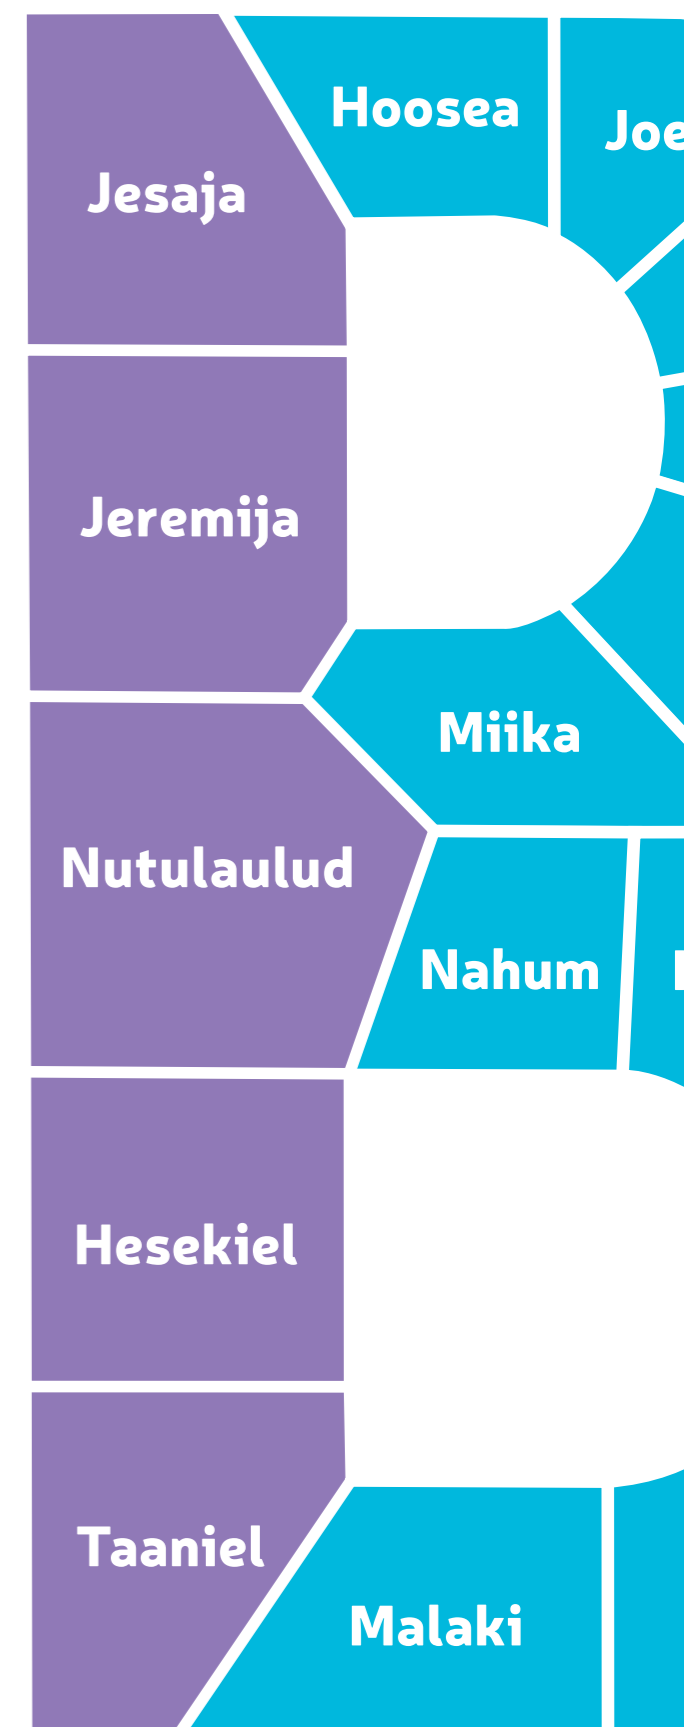 Hoosea
Jesaja
Jeremija
Miika
Nutulaulud
Nahum
Hesekiel
Taaniel
Malaki